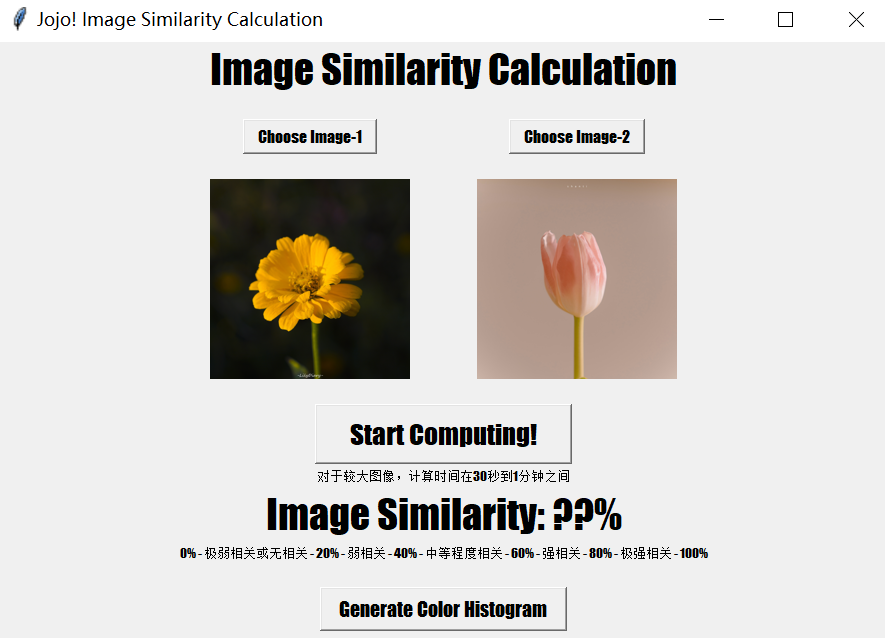 Jojo! Image Similarity Calculation
Image Similarity Calculation
Choose Image-1
Choose Image-2
Start Computing!
对于较大图像，计算时间在30秒到1分钟之间
Image Similarity: ??%
0%-极弱相关或无相关-20%-弱相关-40%-中等程度相关-60%-强相关-80%-极强相关-100%
Generate Color Histogram